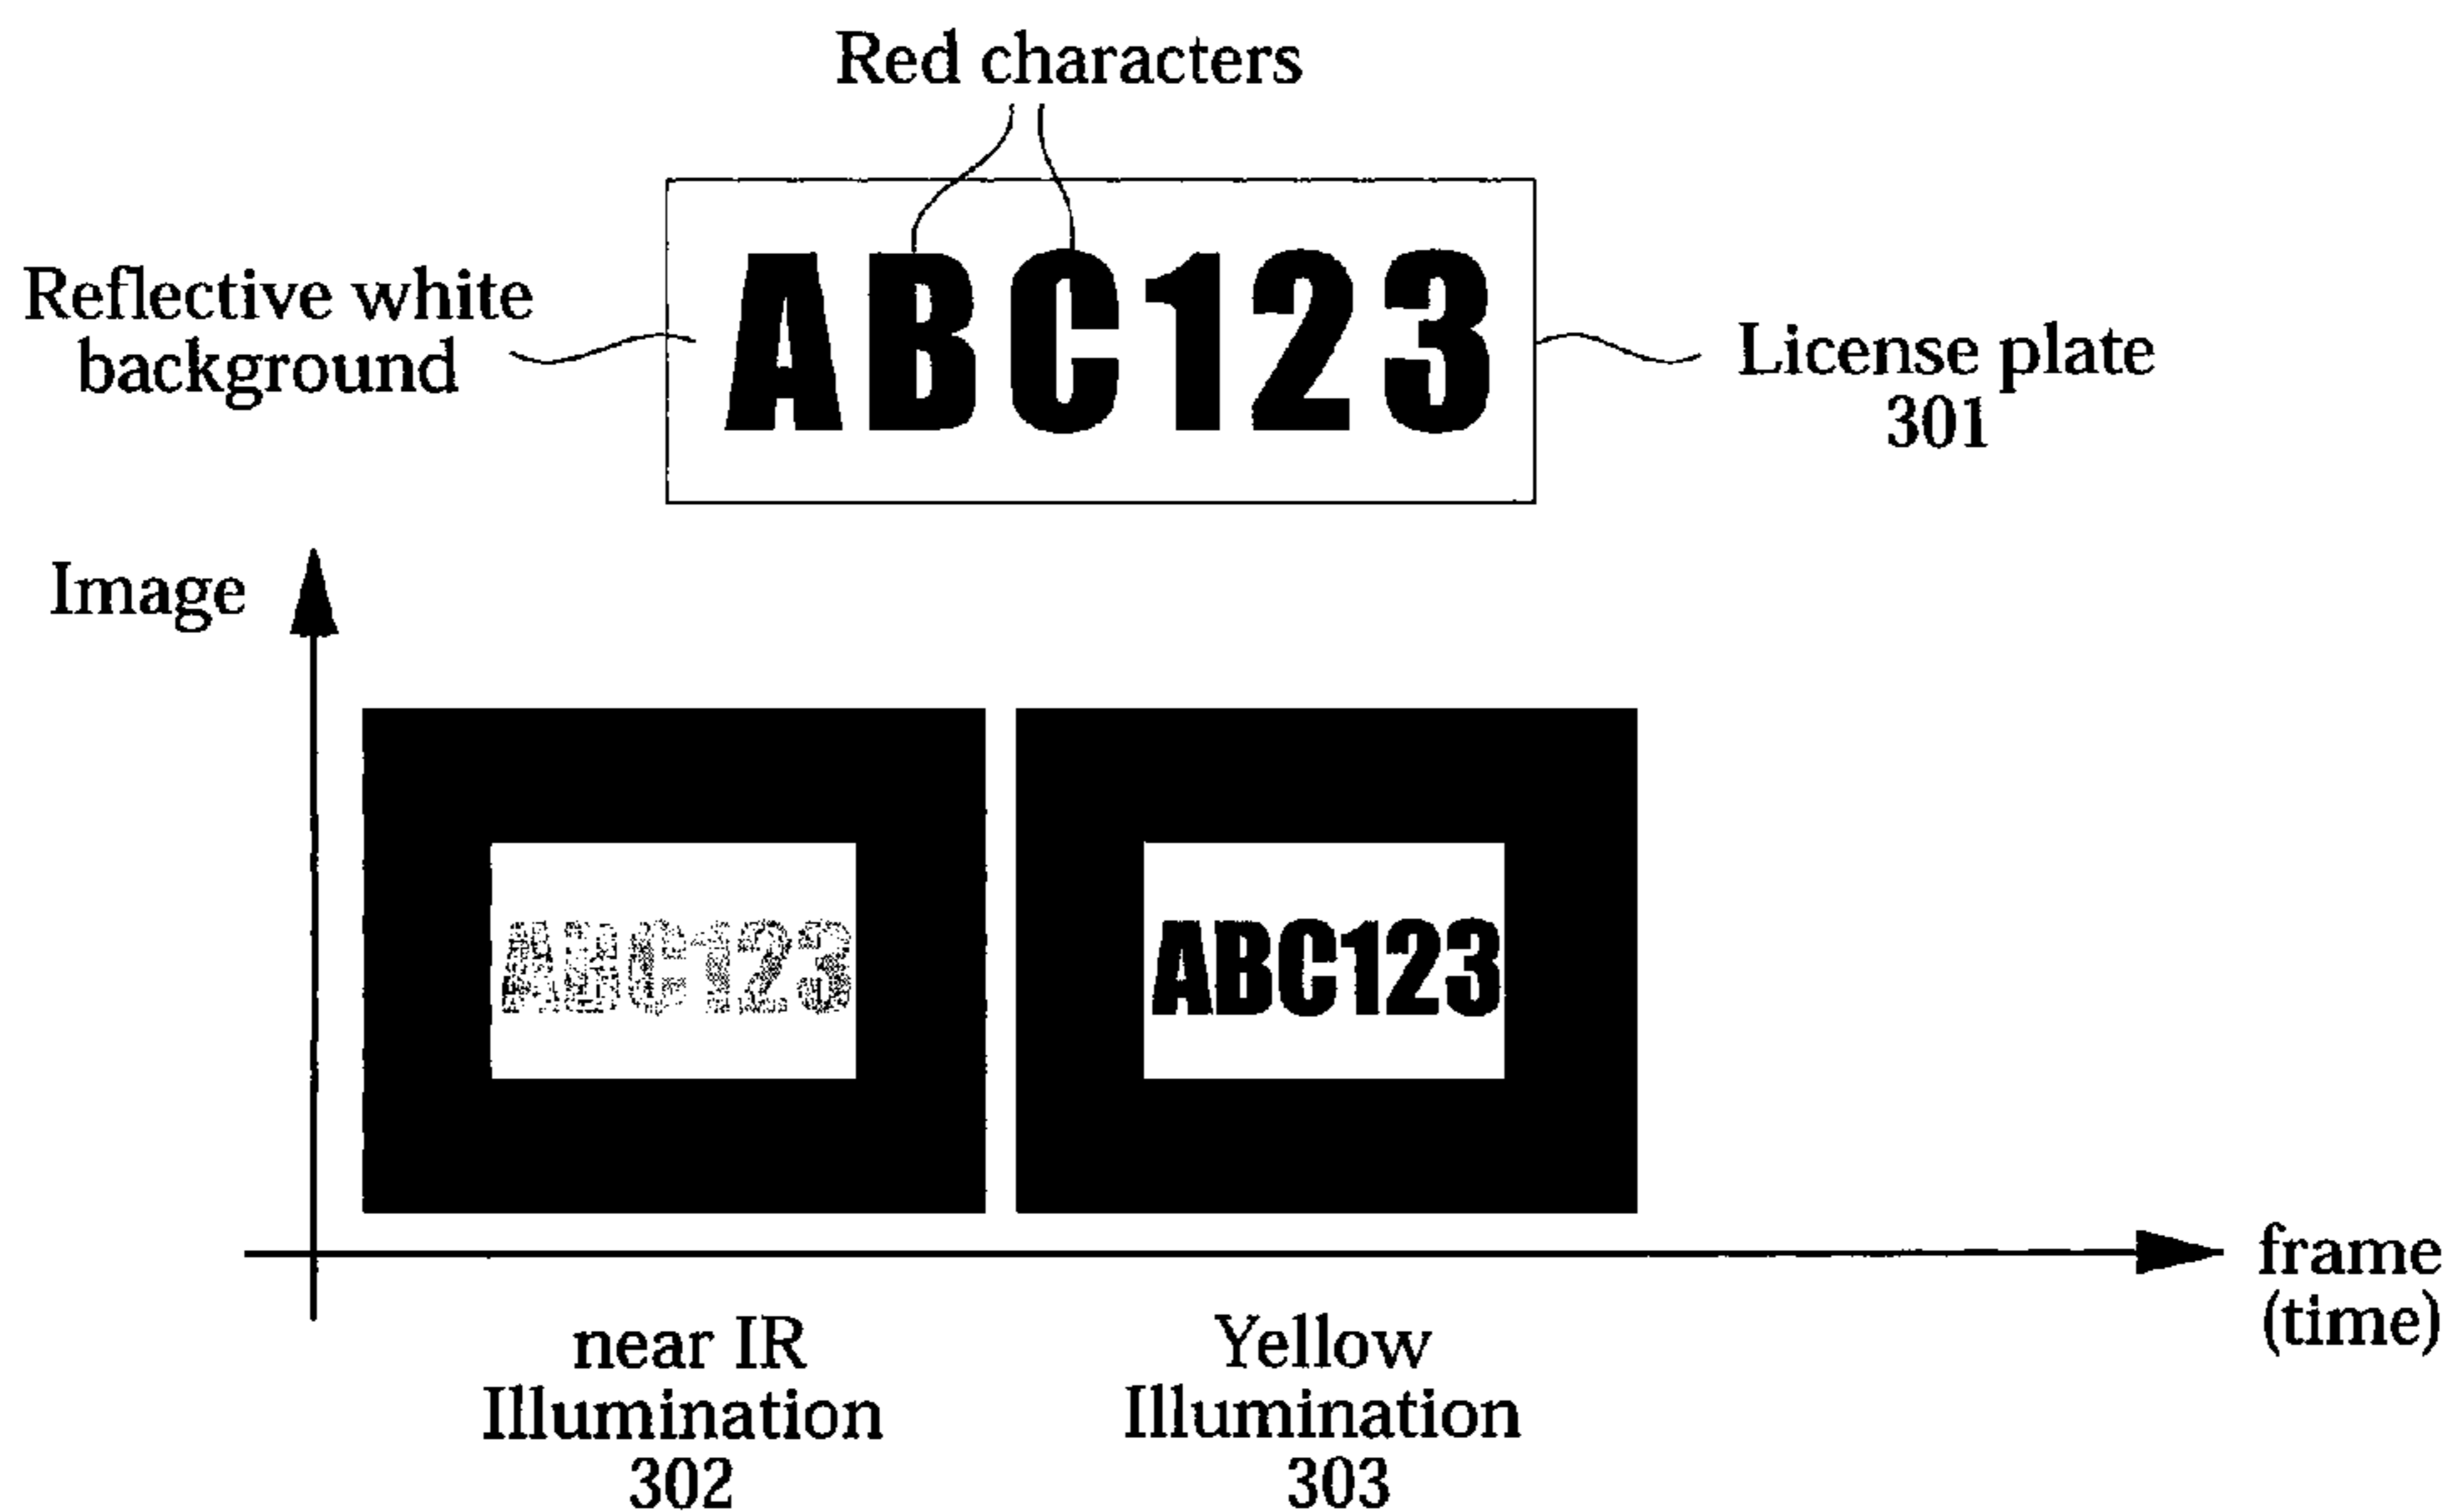 Red characters
Reflective white
background
ABC123
License plate
301
Image
ABC123
ABC123
frame
(time)
near IR
Illumination
302
Yellow
Illumination
303